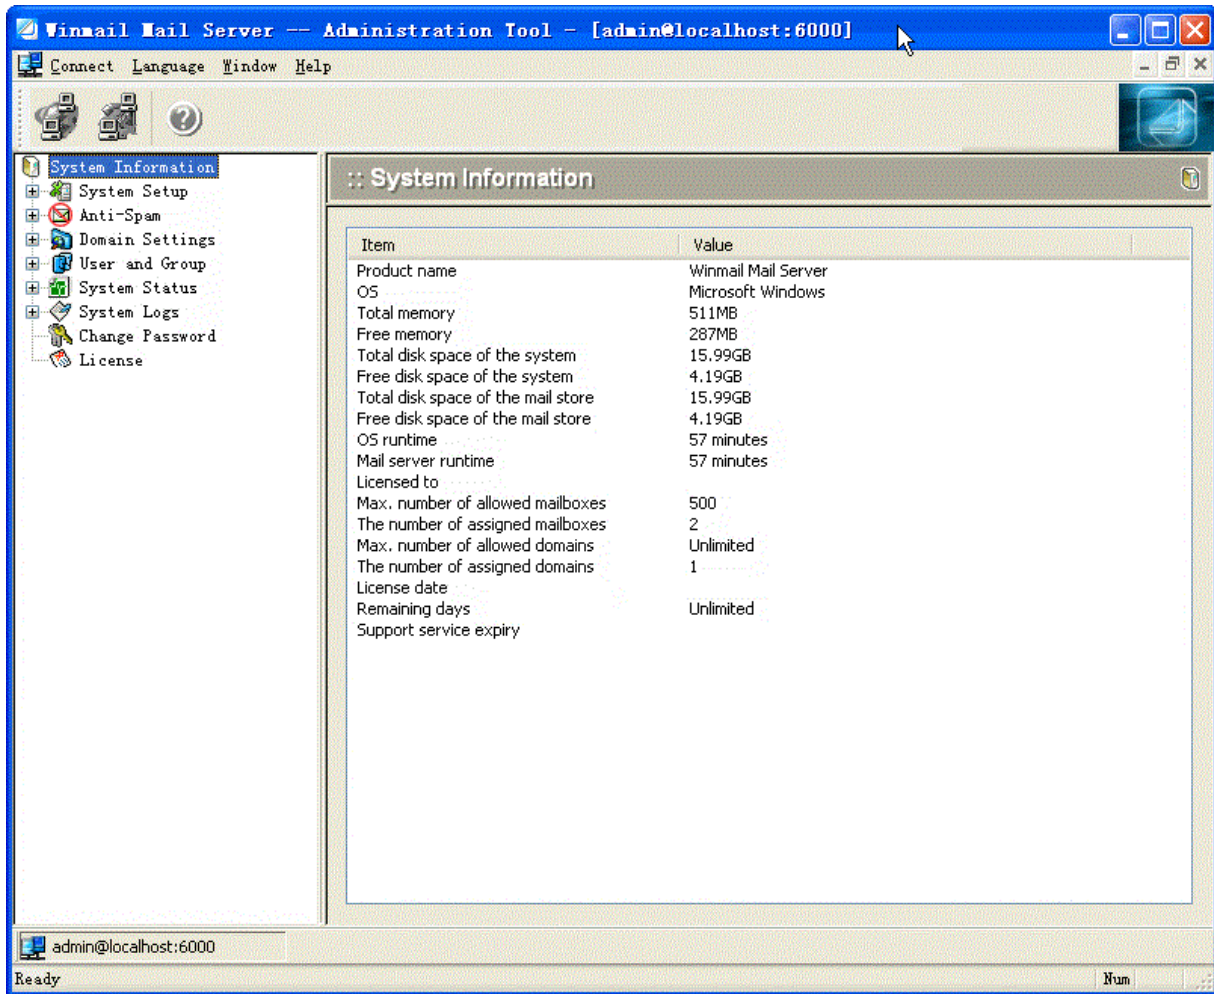 Winmail Mail Server -- Administration Tool - [admin@localhost:6000]
Connect Language Window Help
System Information
System Setup
Anti-Spam
Domain Settings
User and Group
System Status
System Logs
Change Password
License
:: System Information
Item Value
Product name Winmail Mail Server
OS Microsoft Windows
Total memory 511MB
Free memory 287MB
Total disk space of the system 15.99GB
Free disk space of the system 4.19GB
Total disk space of the mail store 15.99GB
Free disk space of the mail store 4.19GB
OS runtime 57 minutes
Mail server runtime 57 minutes
Licensed to
Max. number of allowed mailboxes 500
The number of assigned mailboxes 2
Max. number of allowed domains Unlimited
The number of assigned domains 1
License date
Remaining days Unlimited
Support service expiry
admin@localhost:6000
Ready Num